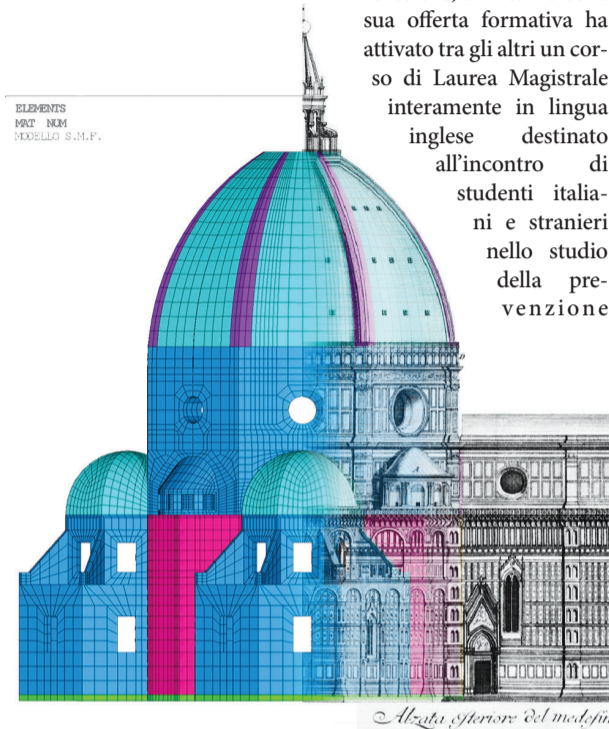 sua offerta formativa ha
attivato tra gli altri un cor-
so di Laurea Magistrale
interamente in lingua
inglese destinato
all'incontro di
studenti italia-
ni e stranieri
nello studio
della pre-
venzione
ELEMENTS
MAT NUM
MODELLO S.M.F.
A
Alzata esteriore del